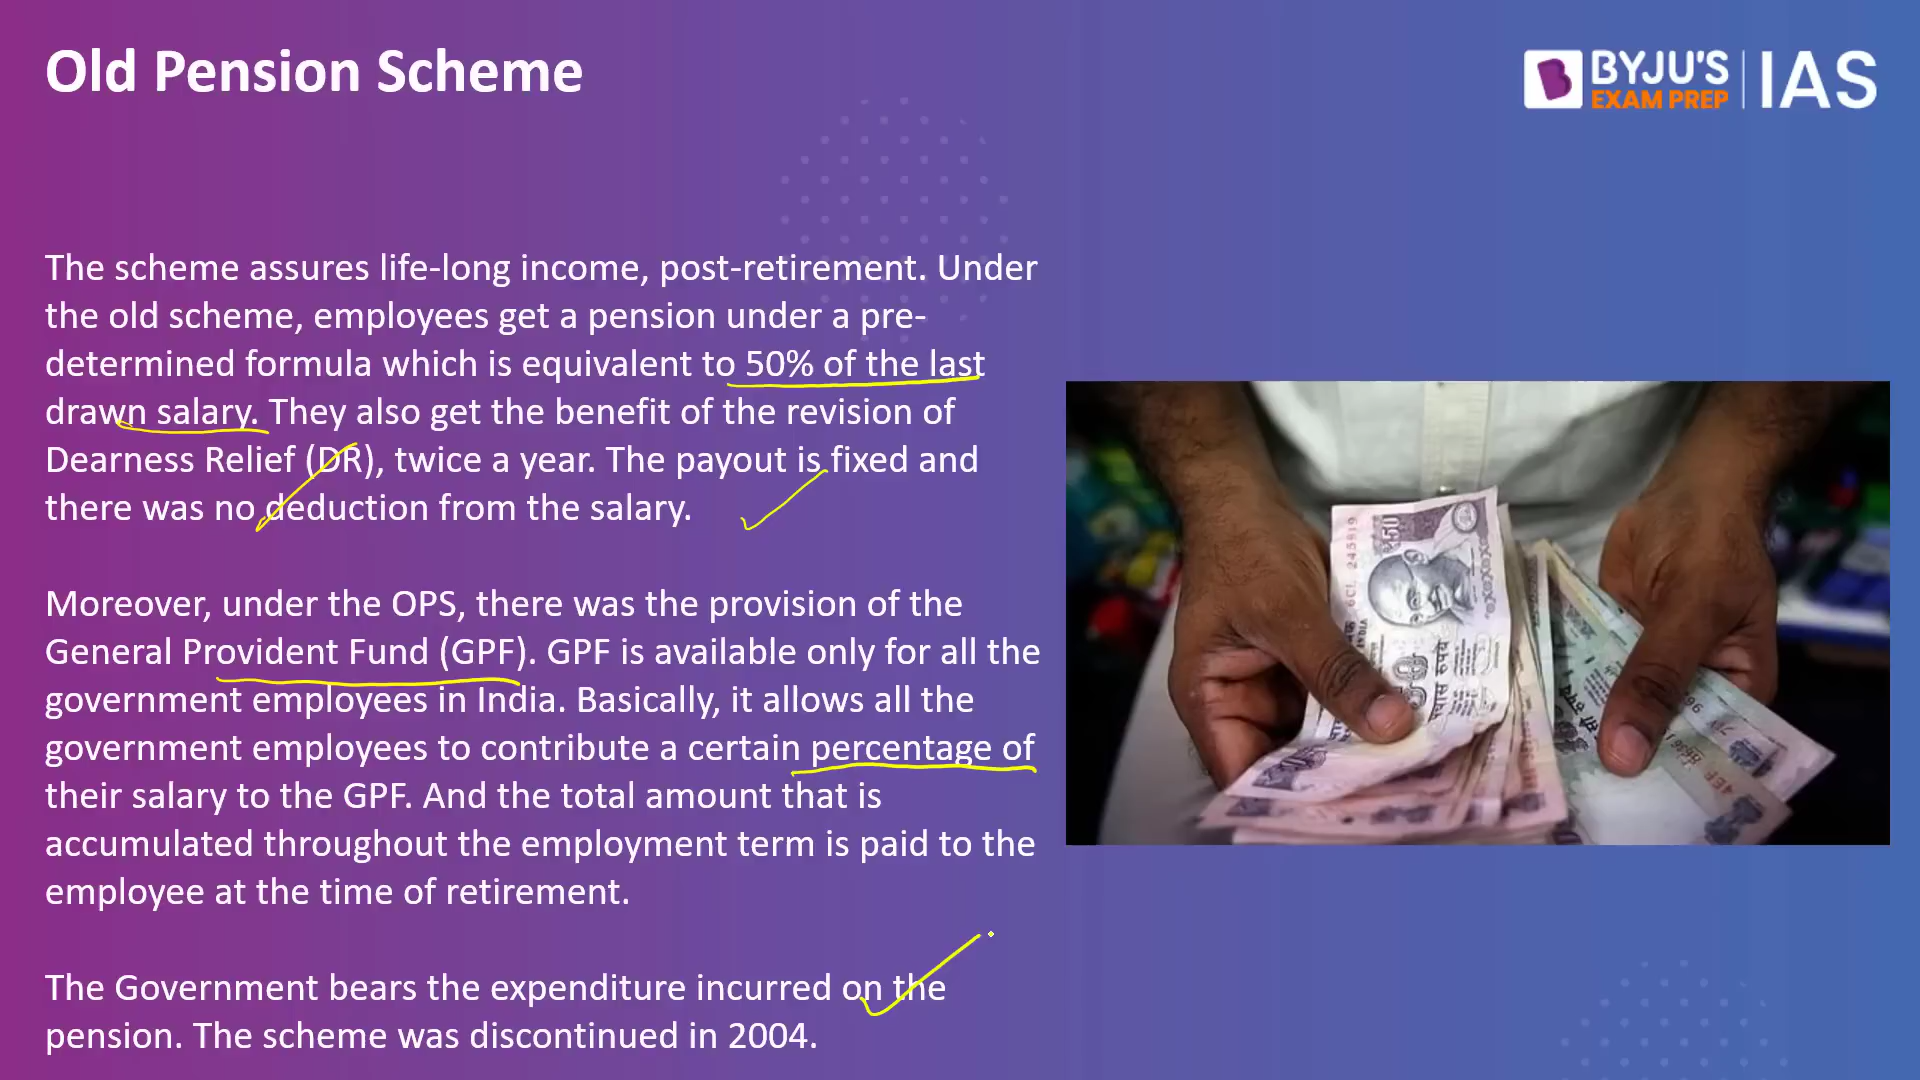 Old Pension Scheme
BYJU'S
EXAM PREP
IAS
The scheme assures life-long income, post-retirement. Under
the old scheme, employees get a pension under a pre-
determined formula which is equivalent to 50% of the last
drawn salary. They also get the benefit of the revision of
Dearness Relief (DR), twice a year. The payout is fixed and
there was no deduction from the salary.
Moreover, under the OPS, there was the provision of the
General Provident Fund (GPF). GPF is available only for all the
government employees in India. Basically, it allows all the
government employees to contribute a certain percentage of
their salary to the GPF. And the total amount that is
accumulated throughout the employment term is paid to the
employee at the time of retirement.
The Government bears the expenditure incurred on the
pension. The scheme was discontinued in 2004.
₹50
6CL 245919